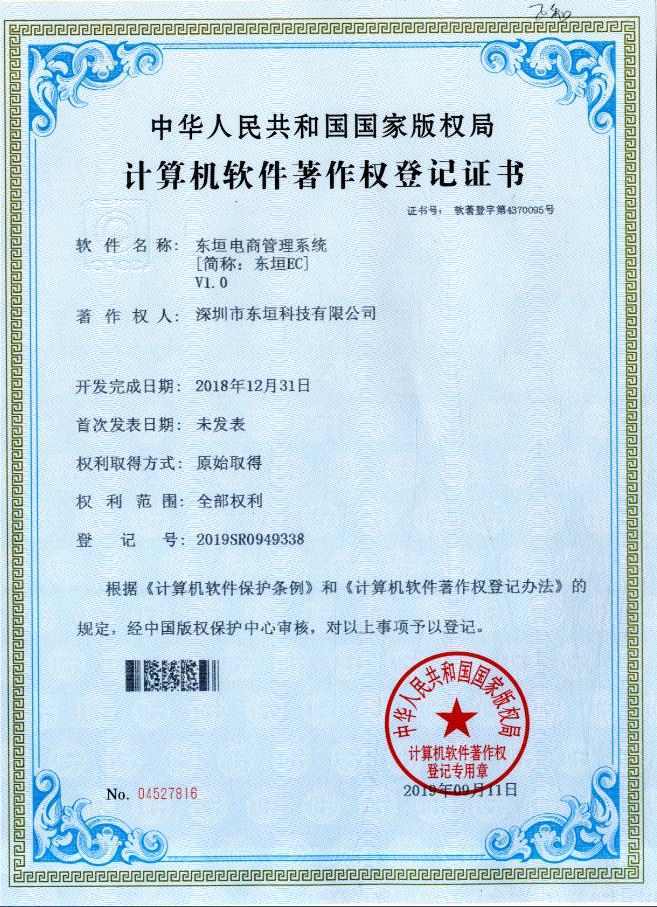 中华人民共和国国家版权局
计算机软件著作权登记证书
证书号： 软著登字第4370095号
软件名称： 东垣电商管理系统
[简称：东垣EC]
V1.0
著作权人： 深圳市东垣科技有限公司
开发完成日期： 2018年12月31日
首次发表日期： 未发表
权利取得方式： 原始取得
权利范围： 全部权利
登记号： 2019SR0949338
根据《计算机软件保护条例》和《计算机软件著作权登记办法》的
规定，经中国版权保护中心审核，对以上事项予以登记。
中华人民共和国国家版权局
计算机软件著作权
登记专用章
No. 04527816
2019年09月11日